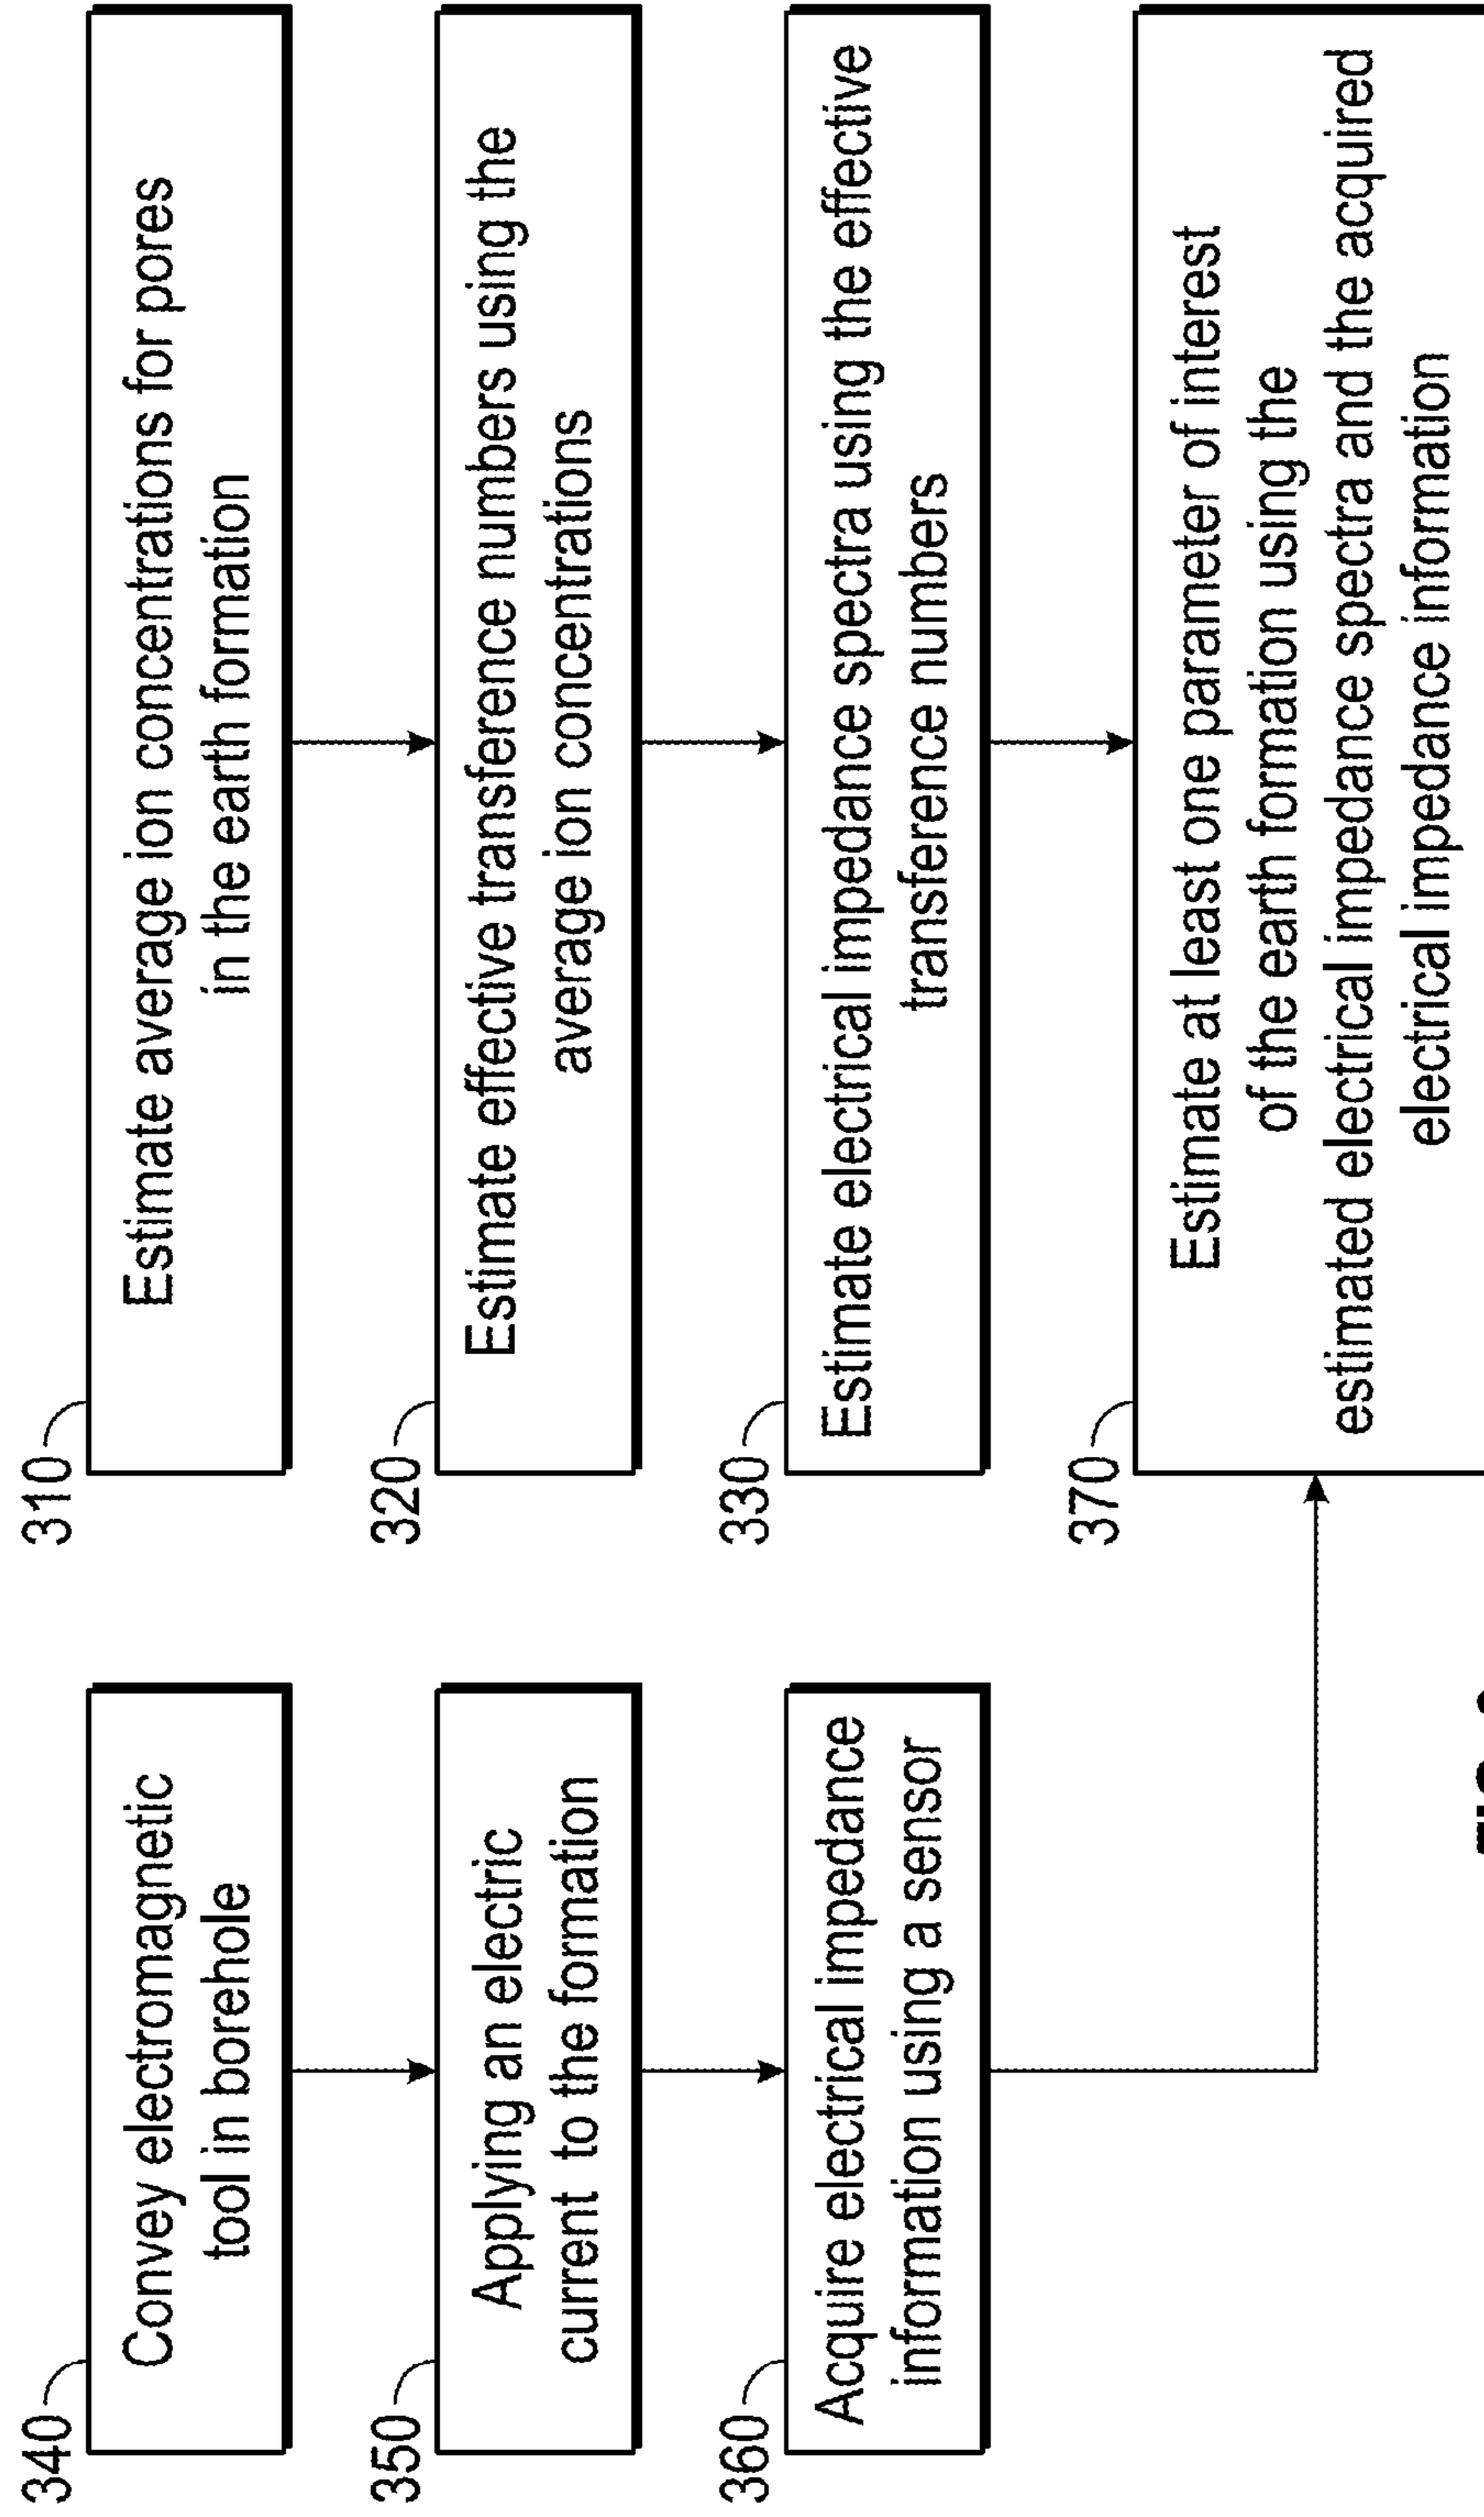 340
Convey electromagnetic
tool in borehole
350
Applying an electric
current to the formation
360
Acquire electrical impedance
information using a sensor
310
Estimate average ion concentrations for pores
in the earth formation
320
Estimate effective transference numbers using the
average ion concentrations
330
Estimate electrical impedance spectra using the effective
transference numbers
370
Estimate at least one parameter of interest
of the earth formation using the
estimated electrical impedance spectra and the acquired
electrical impedance information